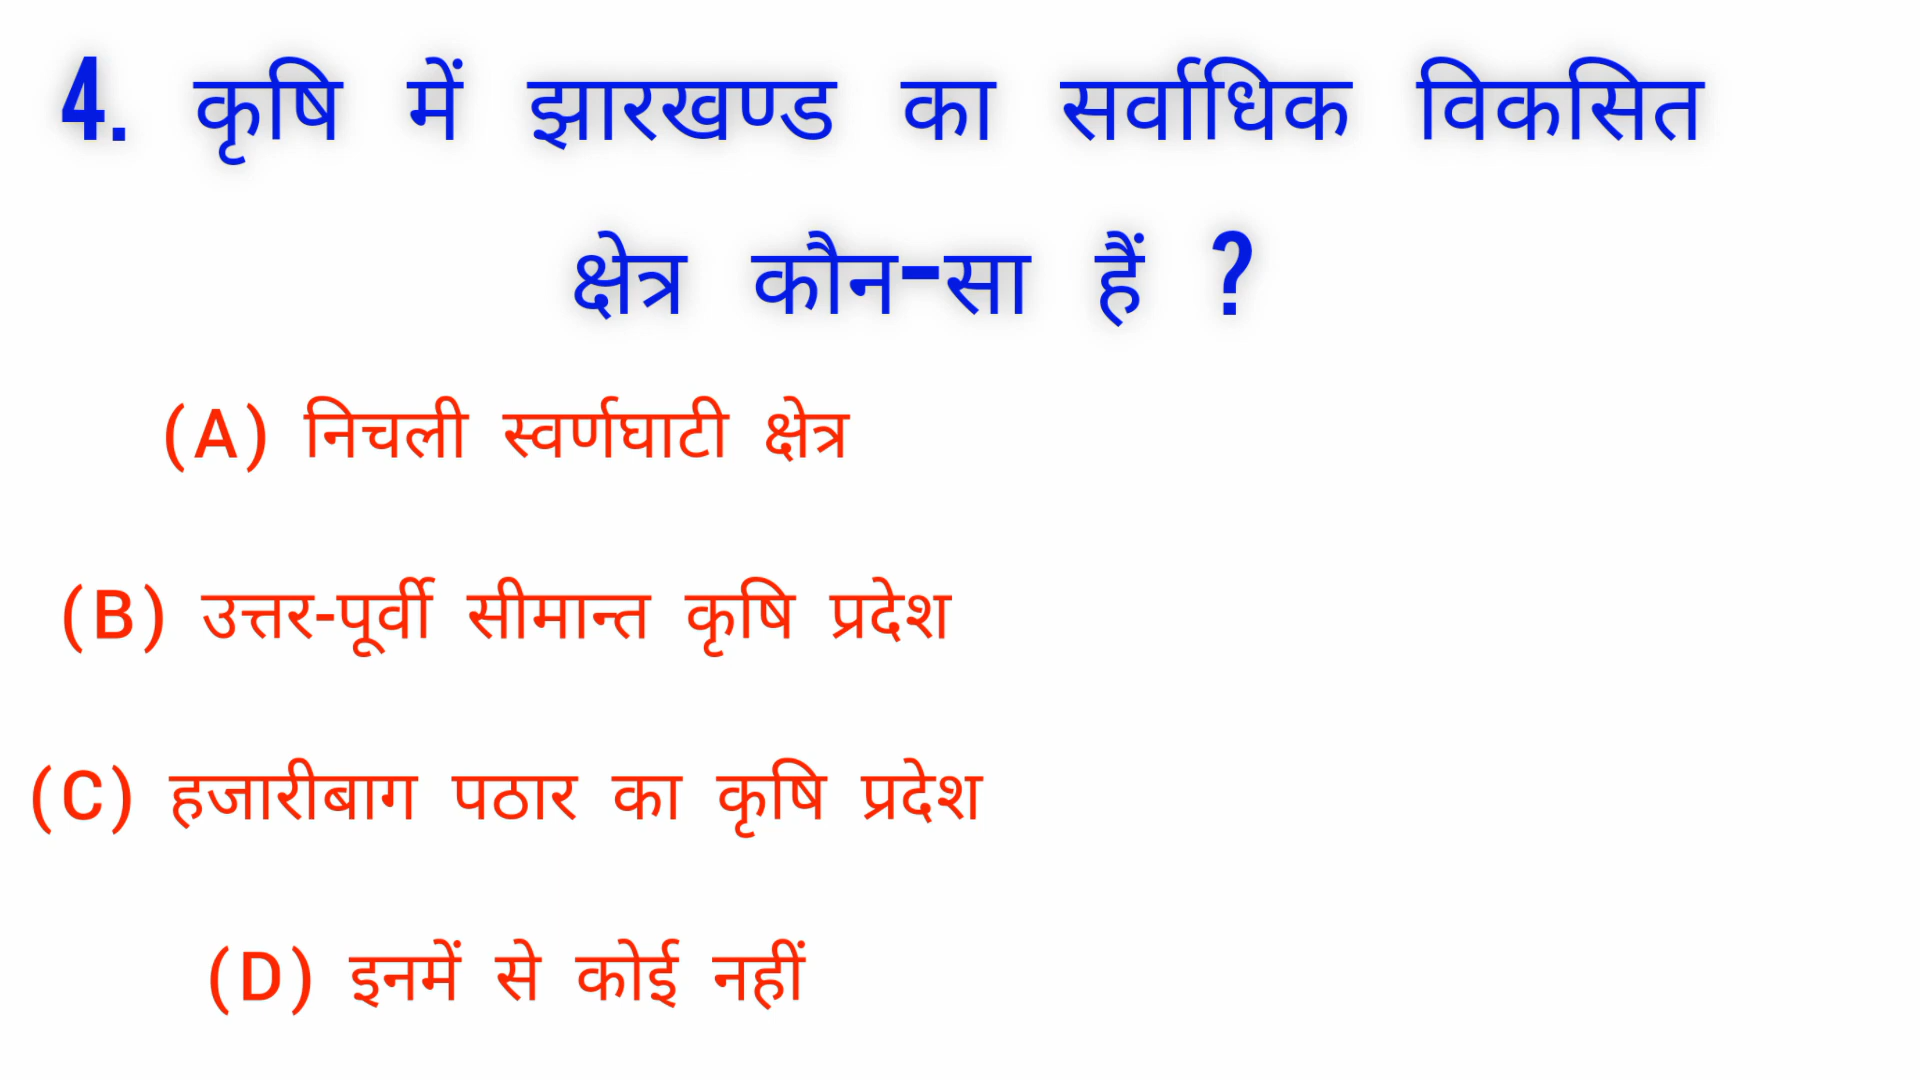 4. कृषि में झारखण्ड का सर्वाधिक विकसित
क्षेत्र कौन-सा हैं ?
(A) निचली स्वर्णघाटी क्षेत्र
(B) उत्तर-पूर्वी सीमान्त कृषि प्रदेश
(C) हजारीबाग पठार का कृषि प्रदेश
(D) इनमें से कोई नहीं